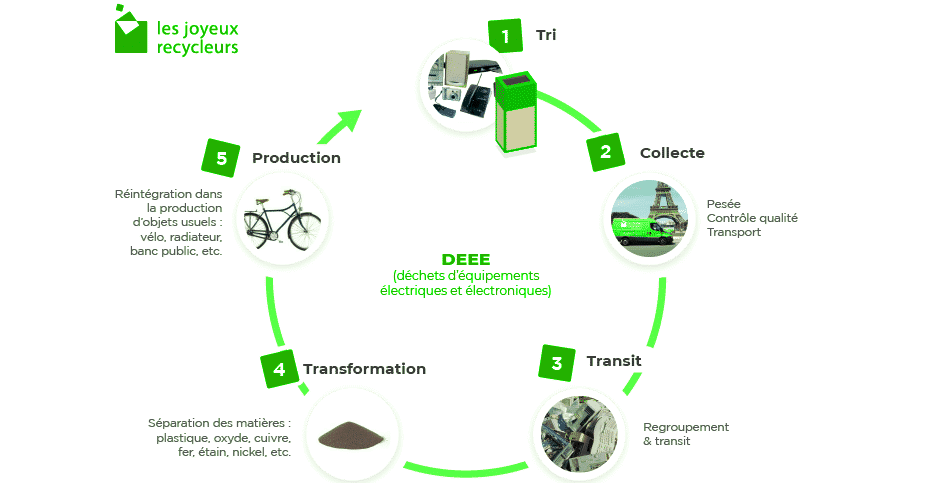 les joyeux
recycleurs
1
Tri
2
Collecte
Pesée
Contrôle qualité
Transport
3
Transit
Regroupement
& transit
4
Transformation
Séparation des matières :
plastique, oxyde, cuivre,
fer, étain, nickel, etc.
5
Production
Réintégration dans
la production
d'objets usuels :
vélo, radiateur,
banc public, etc.
DEEE
(déchets d'équipements
électriques et électroniques)